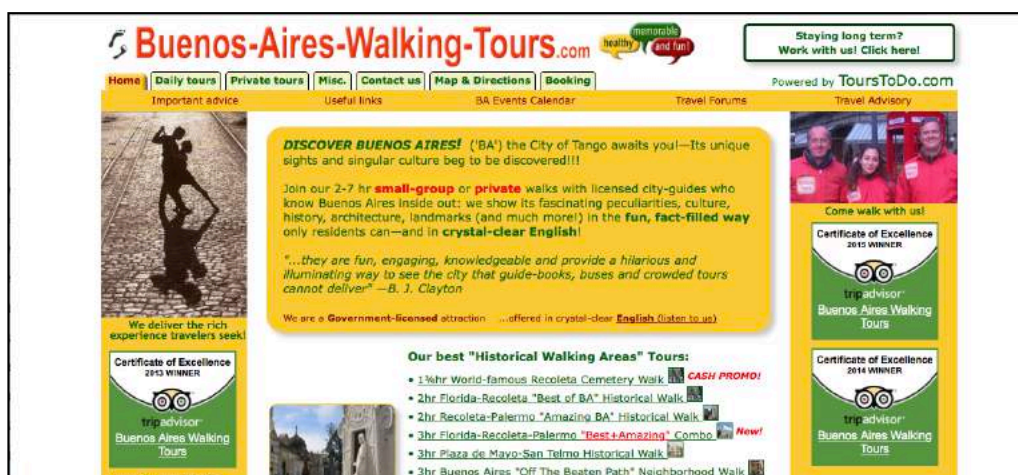 Buenos-Aires-Walking-Tours.com
healthy memorable and fun!
Staying long term?
Work with us! Click here!
Home Daily tours Private tours Misc. Contact us Map & Directions Booking
Powered by ToursToDo.com
Important advice Useful links BA Events Calendar Travel Forums Travel Advisory
DISCOVER BUENOS AIRES! ('BA') the City of Tango awaits you!—Its unique
sights and singular culture beg to be discovered!!!
Join our 2-7 hr small-group or private walks with licensed city-guides who
know Buenos Aires inside out: we show its fascinating peculiarities, culture,
history, architecture, landmarks (and much more!) in the fun, fact-filled way
only residents can—and in crystal-clear English!
"...they are fun, engaging, knowledgeable and provide a hilarious and
illuminating way to see the city that guide-books, buses and crowded tours
cannot deliver" —B. J. Clayton
We are a Government-licensed attraction ...offered in crystal-clear English (listen to us)
We deliver the rich
experience travelers seek!
Certificate of Excellence
2013 WINNER
tripadvisor
Buenos Aires Walking
Tours
Come walk with us!
Certificate of Excellence
2015 WINNER
tripadvisor
Buenos Aires Walking
Tours
Certificate of Excellence
2014 WINNER
tripadvisor
Buenos Aires Walking
Tours
Our best "Historical Walking Areas" Tours:
• 1¾hr World-famous Recoleta Cemetery Walk CASH PROMO!
• 2hr Florida-Recoleta "Best of BA" Historical Walk
• 2hr Recoleta-Palermo "Amazing BA" Historical Walk
• 3hr Florida-Recoleta-Palermo "Best+Amazing" Combo New!
• 3hr Plaza de Mayo-San Telmo Historical Walk
• 3hr Buenos Aires "Off The Beaten Path" Neighborhood Walk